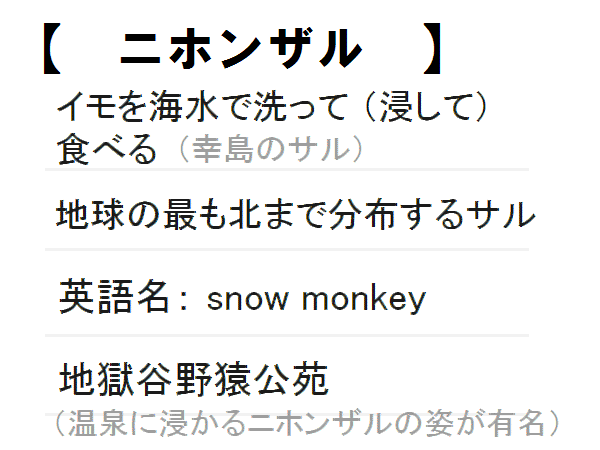 【　ニホンザル　】
イモを海水で洗って（浸して）
食べる（幸島のサル）
地球の最も北まで分布するサル
英語名： snow monkey
地獄谷野猿公苑
（温泉に浸かるニホンザルの姿が有名）